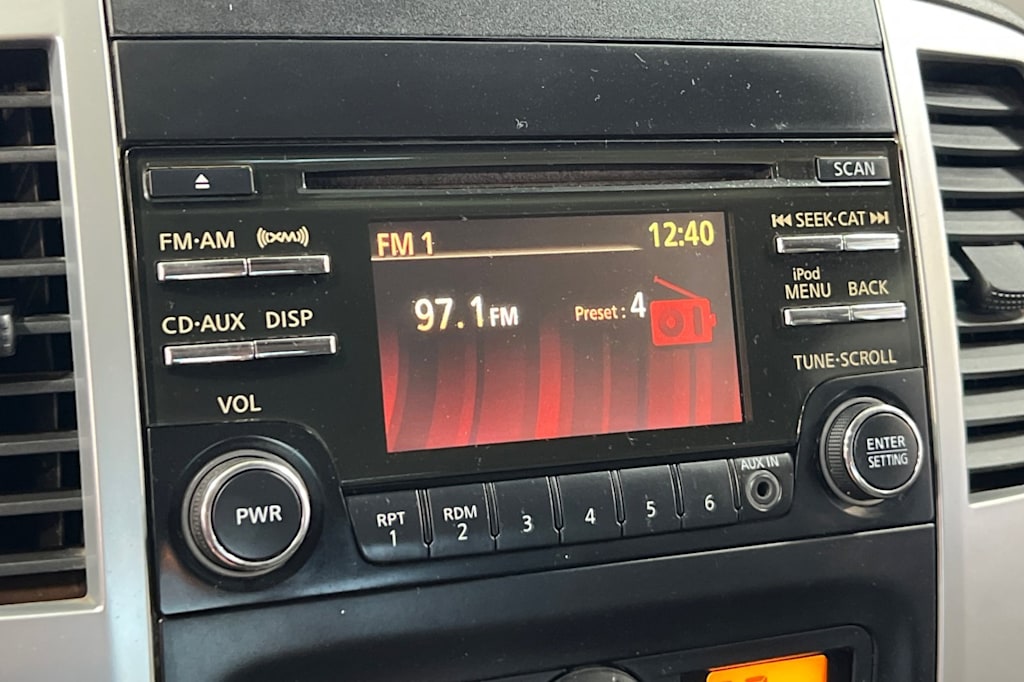 SCAN
FM·AM
((XM))
⏮ SEEK·CAT ⏭
FM 1
12:40
iPod
MENU
BACK
97.1 FM
Preset : 4
CD·AUX
DISP
TUNE·SCROLL
VOL
ENTER
SETTING
PWR
RPT
1
RDM
2
3
4
5
6
AUX IN